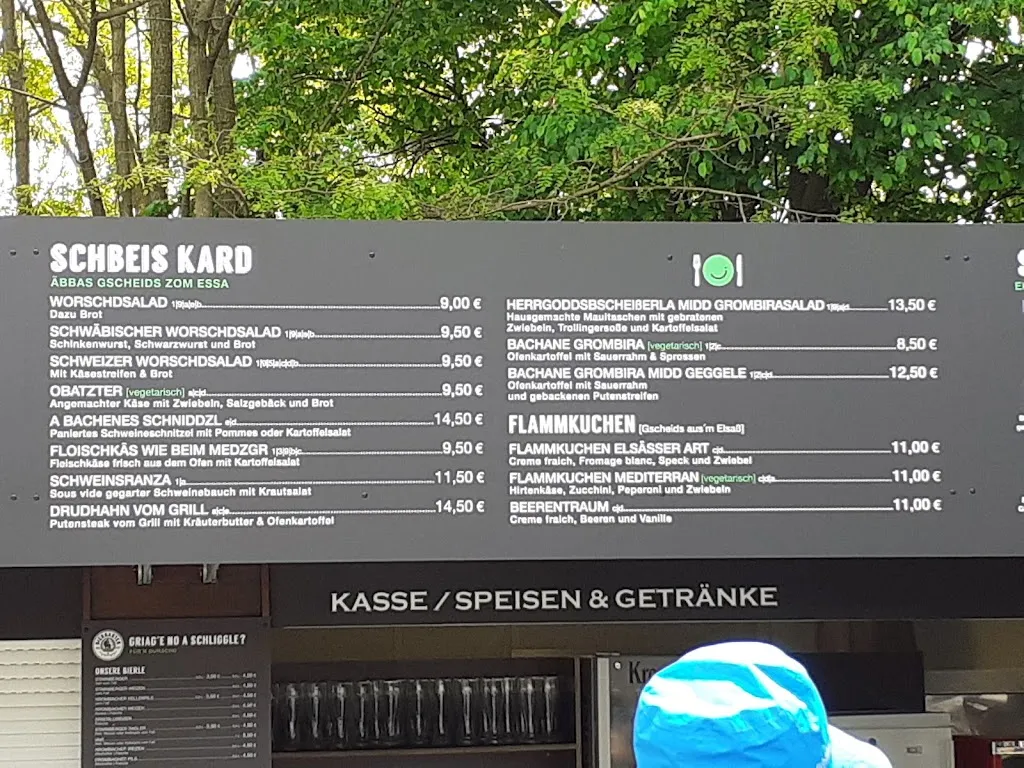 SCHBEIS KARD
ÄBBAS GSCHEIDS ZOM ESSA
WORSCHDSALAD 9,00 €
Dazu Brot
SCHWÄBISCHER WORSCHDSALAD 9,50 €
Schinkenwurst, Schwarzwurst und Brot
SCHWEIZER WORSCHDSALAD 9,50 €
Mit Käsestreifen & Brot
OBATZTER [vegetarisch] 9,50 €
Angemachter Käse mit Zwiebeln, Salzgebäck und Brot
A BACHENES SCHNIDDZL 14,50 €
Paniertes Schweineschnitzel mit Pommes oder Kartoffelsalat
FLOISCHKÄS WIE BEIM MEDZGR 9,50 €
Fleischkäse frisch aus dem Ofen mit Kartoffelsalat
SCHWEINSRANZA 11,50 €
Sous vide gegarter Schweinebauch mit Krautsalat
DRUDHAHN VOM GRILL 14,50 €
Putensteak vom Grill mit Kräuterbutter & Ofenkartoffel
HERRGODDSBSCHEIßERLA MIDD GROMBIRASALAD 13,50 €
Hausgemachte Maultaschen mit gebratenen
Zwiebeln, Trollingersoße und Kartoffelsalat
BACHANE GROMBIRA [vegetarisch] 8,50 €
Ofenkartoffel mit Sauerrahm & Sprossen
BACHANE GROMBIRA MIDD GEGGELE 12,50 €
Ofenkartoffel mit Sauerrahm
und gebackenen Putenstreifen
FLAMMKUCHEN [Gscheids aus'm Elsaß]
FLAMMKUCHEN ELSÄSSER ART 11,00 €
Creme fraich, Fromage blanc, Speck und Zwiebel
FLAMMKUCHEN MEDITERRAN [vegetarisch] 11,00 €
Hirtenkäse, Zucchini, Peperoni und Zwiebeln
BEERENTRAUM 11,00 €
Creme fraich, Beeren und Vanille
KASSE / SPEISEN & GETRÄNKE
GRIAG'E NO A SCHLIGGLE?
UNSERE BIERLE